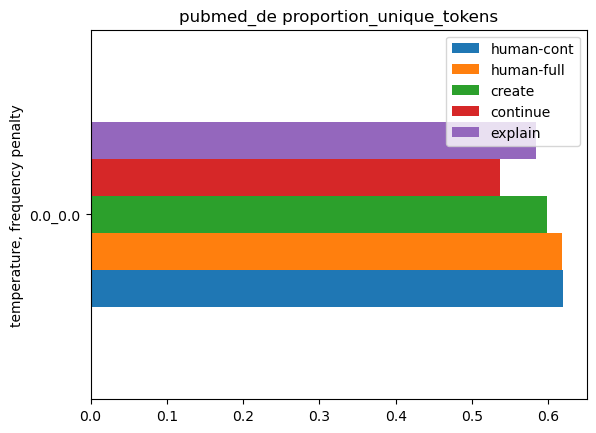 pubmed_de proportion_unique_tokens
human-cont
human-full
create
continue
explain
temperature, frequency penalty
0.0_0.0
0.0 0.1 0.2 0.3 0.4 0.5 0.6